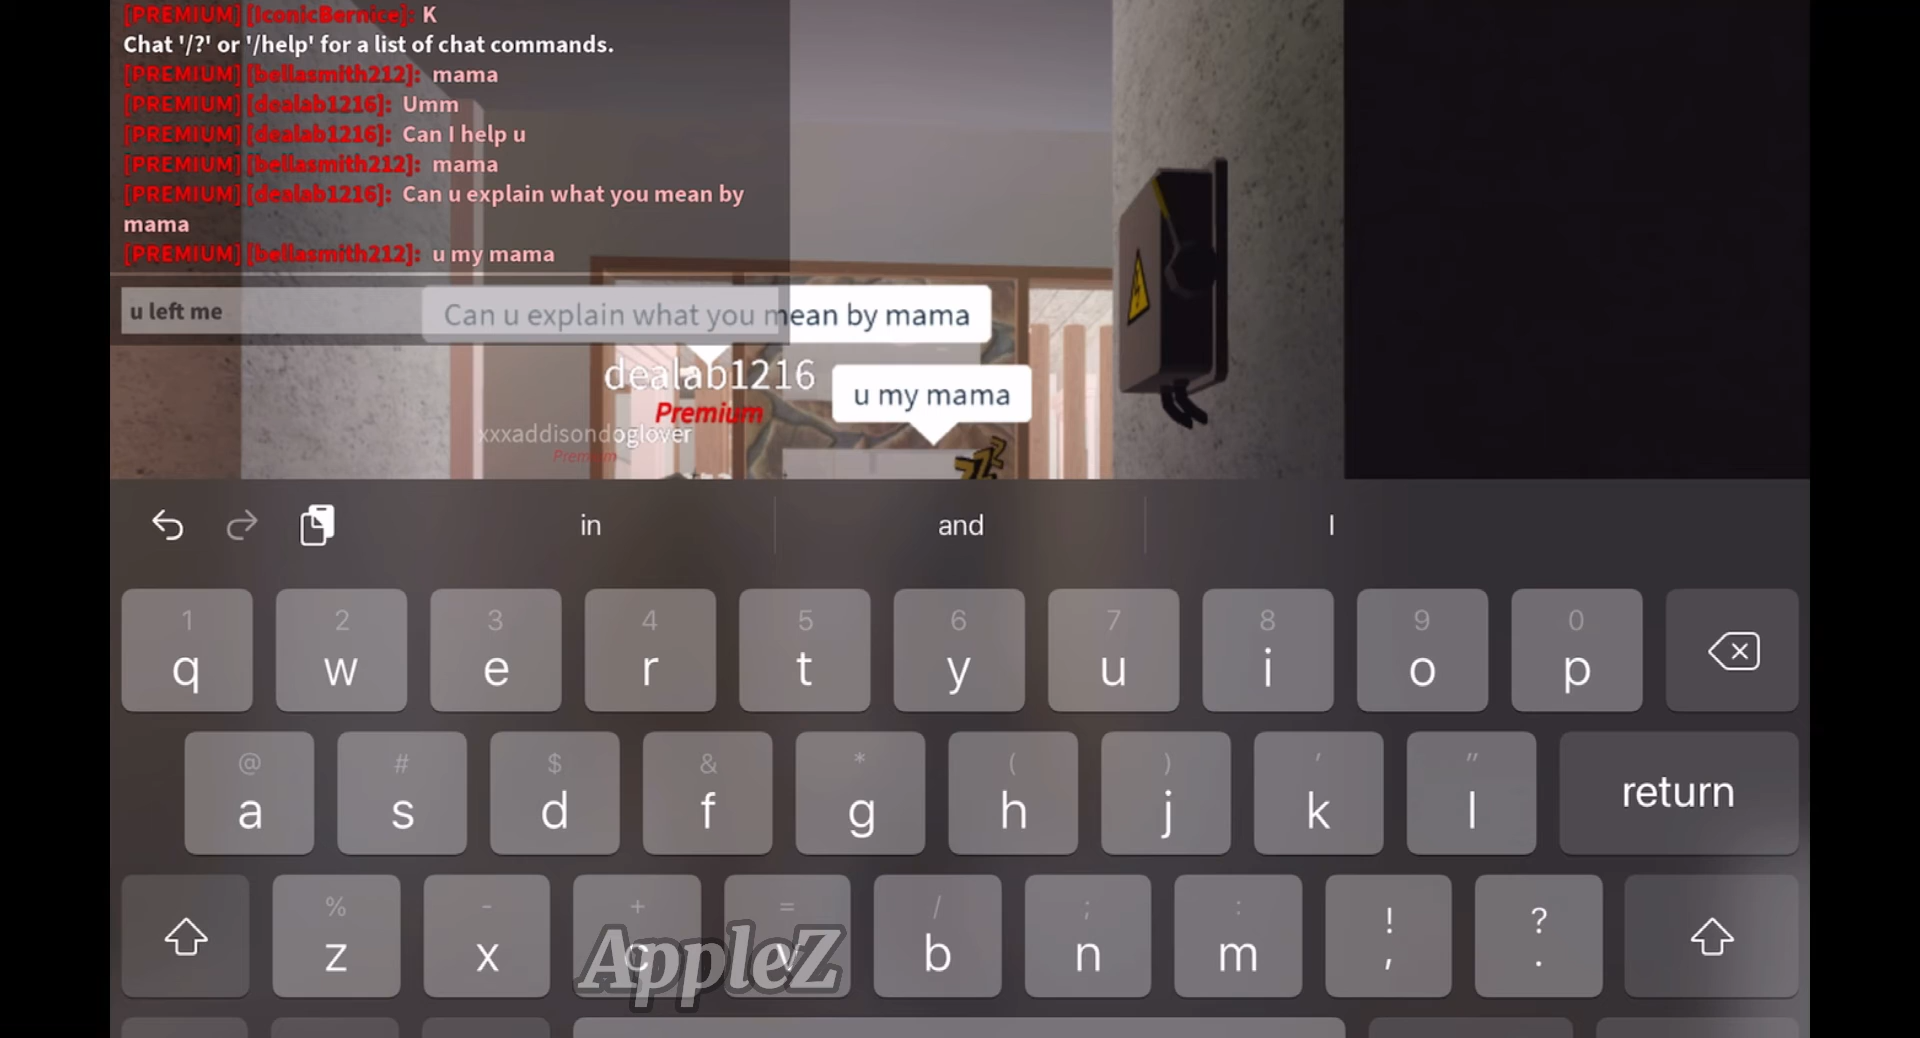 [PREMIUM] [IconicBernice]: K
Chat '/?' or '/help' for a list of chat commands.
[PREMIUM] [bellasmith212]: mama
[PREMIUM] [dealab1216]: Umm
[PREMIUM] [dealab1216]: Can I help u
[PREMIUM] [bellasmith212]: mama
[PREMIUM] [dealab1216]: Can u explain what you mean by
mama
[PREMIUM] [bellasmith212]: u my mama
u left me
Can u explain what you mean by mama
dealab1216
Premium
u my mama
xxxaddisondoglover
Premium
zzz
in and I
1 2 3 4 5 6 7 8 9 0
q w e r t y u i o p
@ # $ & * ( ) ' "
a s d f g h j k l return
% - + = / ; : ! ?
z x c v b n m , .
AppleZ